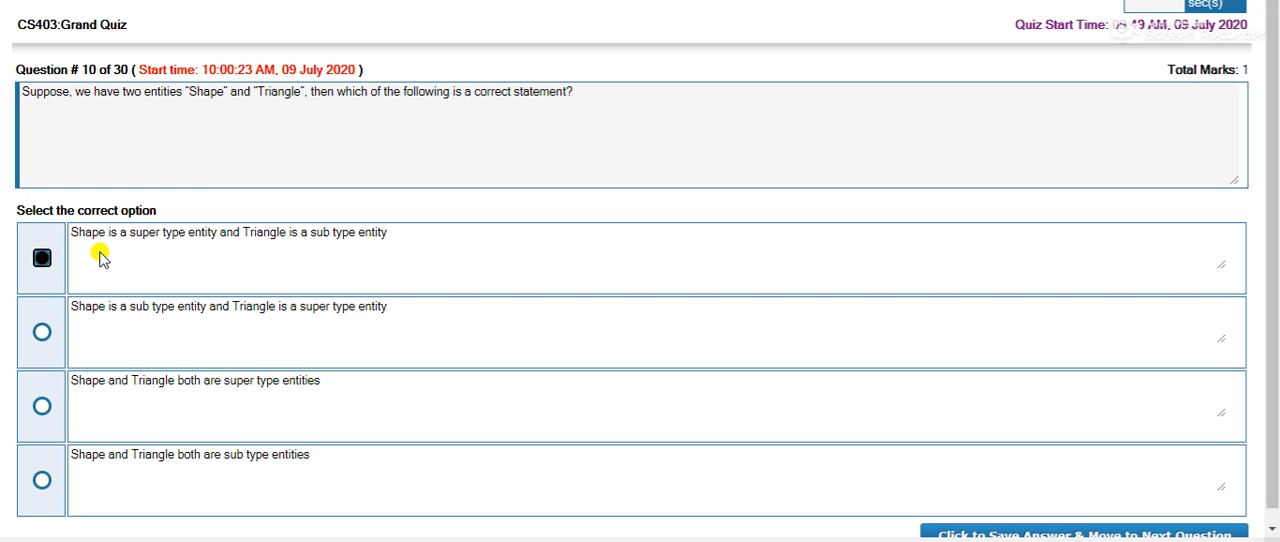 sec(s)
CS403:Grand Quiz
Quiz Start Time: 09:49 AM, 09 July 2020
Question # 10 of 30 ( Start time: 10:00:23 AM, 09 July 2020 )
Total Marks: 1
Suppose, we have two entities "Shape" and "Triangle", then which of the following is a correct statement?
Select the correct option
Shape is a super type entity and Triangle is a sub type entity
Shape is a sub type entity and Triangle is a super type entity
Shape and Triangle both are super type entities
Shape and Triangle both are sub type entities
Click to Save Answer & Move to Next Question